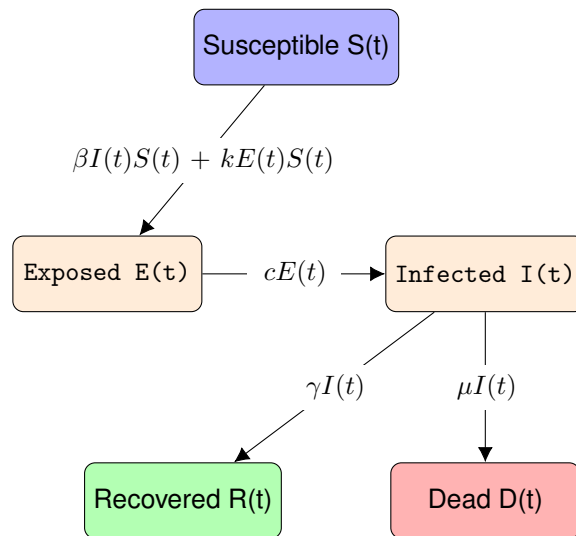 Susceptible S(t)
βI(t)S(t) + kE(t)S(t)
Exposed E(t)
cE(t)
Infected I(t)
γI(t)
μI(t)
Recovered R(t)
Dead D(t)